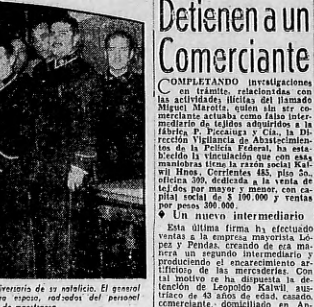 Detienen a un
Comerciante
COMPLETANDO investigaciones
en trámite, relacionadas con
las actividades ilícitas del llamado
Miguel Marotta, quien sin ser co-
merciante actuaba como falso inter-
mediario de tejidos adquiridos a la
fábrica, P. Piccaluga y Cía., la Di-
rección Vigilancia de Abastecimien-
tos de la Policía Federal, ha esta-
blecido la vinculación que con esas
maniobras tiene la razón social Kal-
wil Hnos., Corrientes 485, piso 3o.,
oficina 309, dedicada a la venta de
tejidos por mayor y menor, con ca-
pital social de $ 100,000 y ventas
por pesos 300.000.
◆ Un nuevo intermediario
Esta última firma ha efectuado
ventas a la empresa mayorista Ló-
pez y Pendas, creando de esa ma-
nera un segundo intermediario y
produciendo el encarecimiento ar-
tificioso de las mercaderías. Con
tal motivo se ha dispuesto la de-
tención de Leopoldo Kalwil, aus-
tríaco de 43 años de edad, casado,
comerciante, domiciliado en
iversario de su natalicio. El general
esposa, rodeados del personal